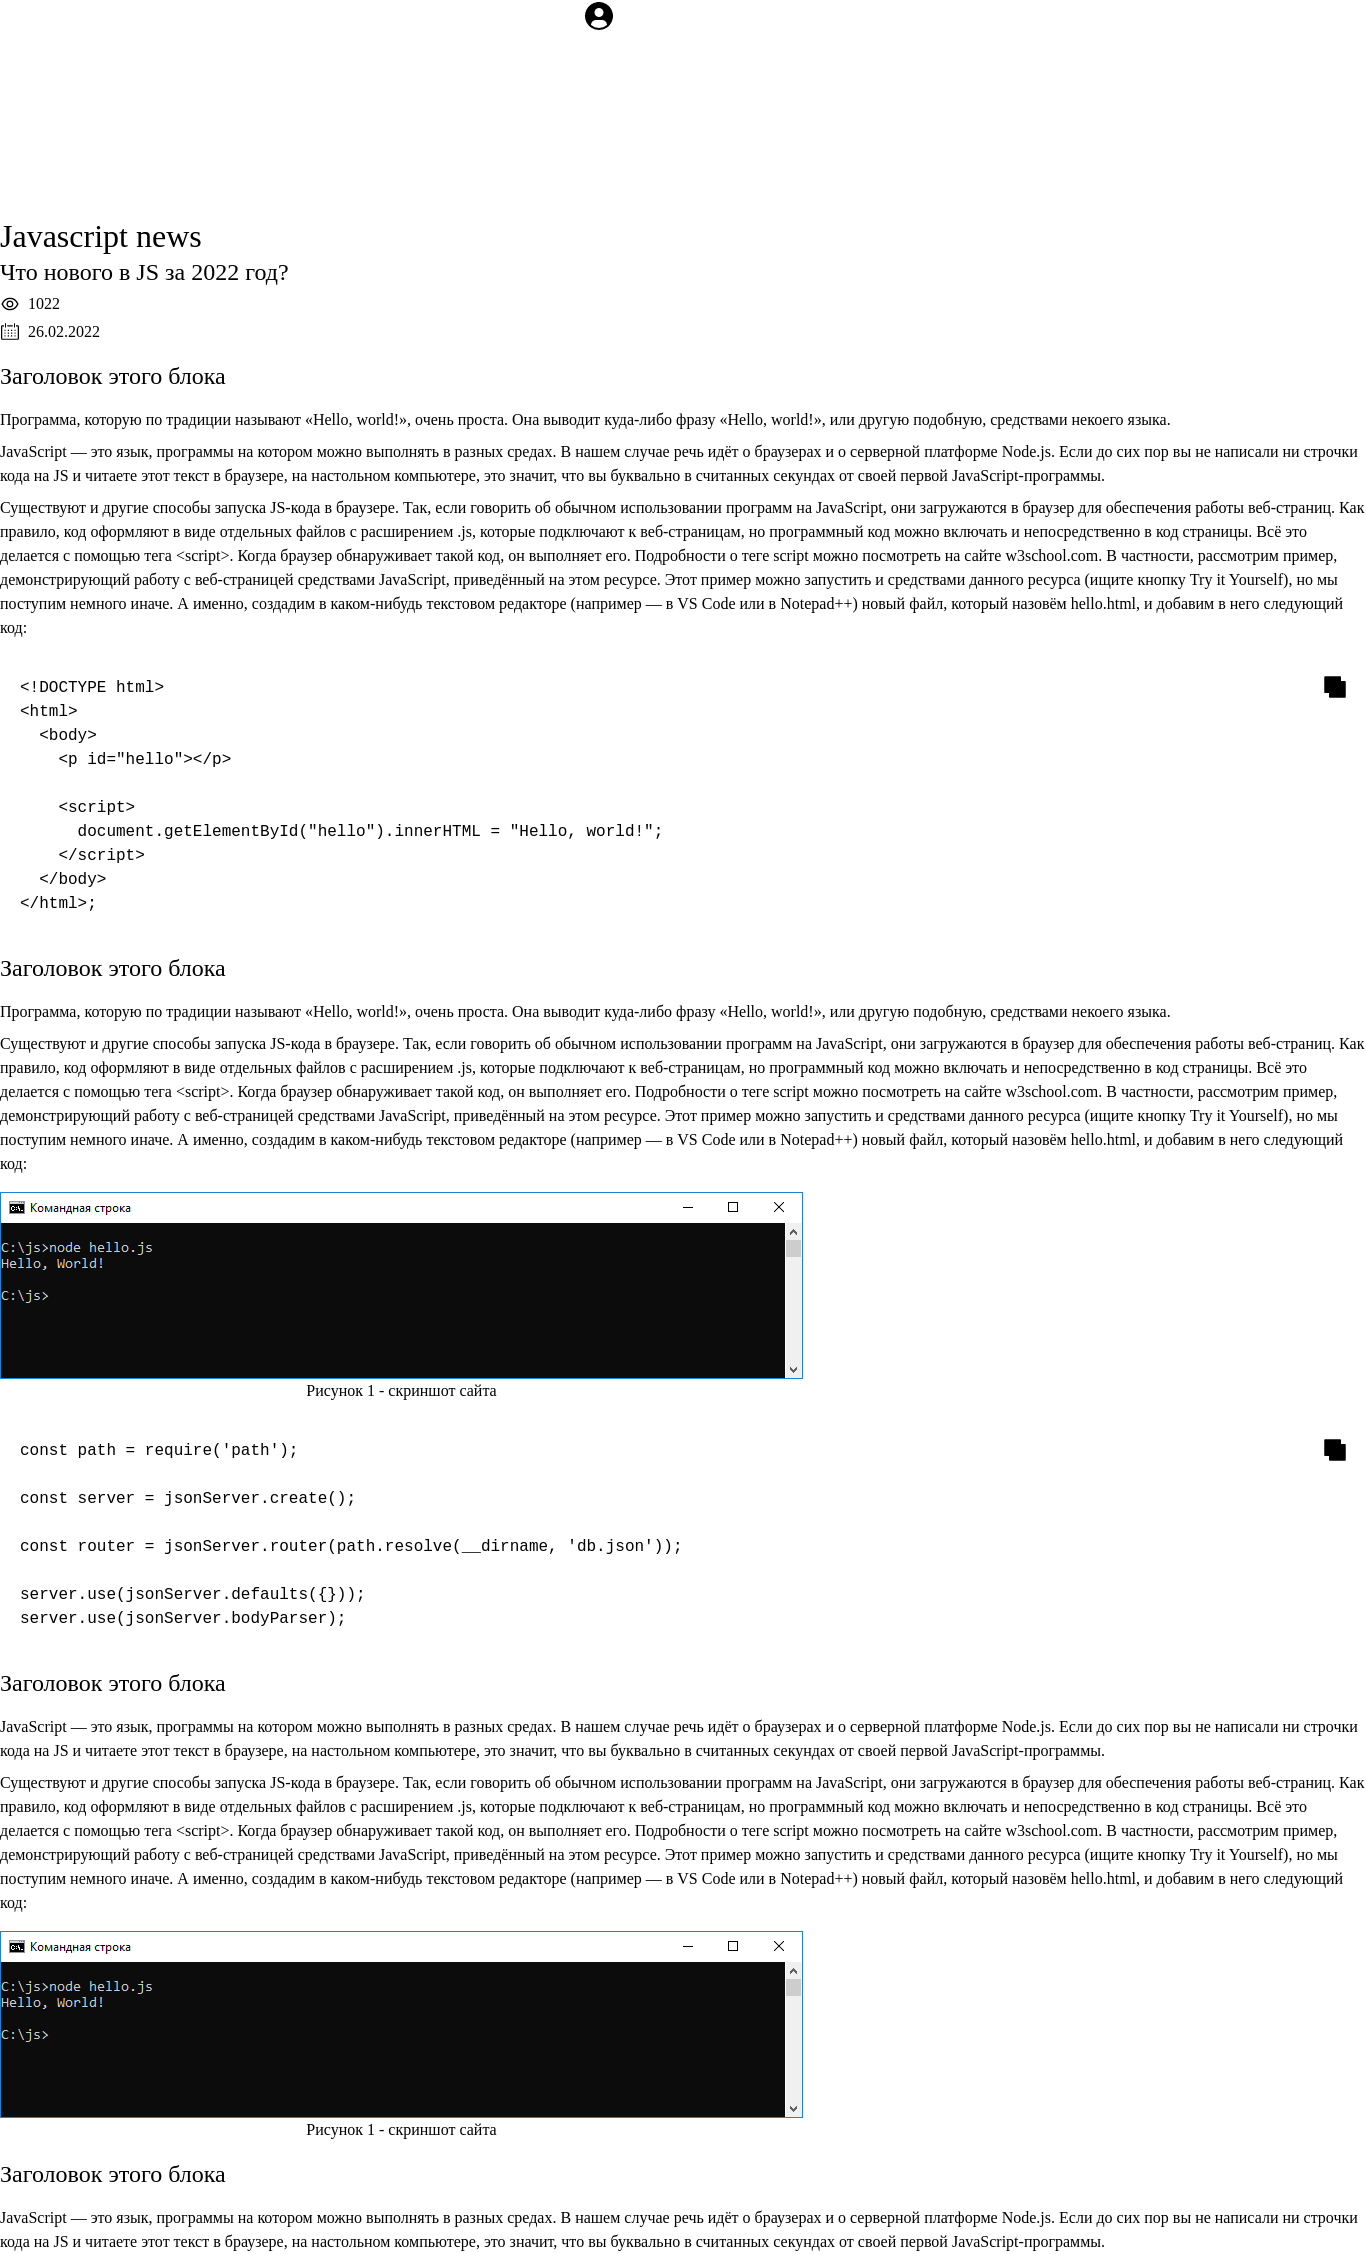 Javascript news
Что нового в JS за 2022 год?
1022
26.02.2022
Заголовок этого блока
Программа, которую по традиции называют «Hello, world!», очень проста. Она выводит куда-либо фразу «Hello, world!», или другую подобную, средствами некоего языка.
JavaScript — это язык, программы на котором можно выполнять в разных средах. В нашем случае речь идёт о браузерах и о серверной платформе Node.js. Если до сих пор вы не написали ни строчки
кода на JS и читаете этот текст в браузере, на настольном компьютере, это значит, что вы буквально в считанных секундах от своей первой JavaScript-программы.
Существуют и другие способы запуска JS-кода в браузере. Так, если говорить об обычном использовании программ на JavaScript, они загружаются в браузер для обеспечения работы веб-страниц. Как
правило, код оформляют в виде отдельных файлов с расширением .js, которые подключают к веб-страницам, но программный код можно включать и непосредственно в код страницы. Всё это
делается с помощью тега <script>. Когда браузер обнаруживает такой код, он выполняет его. Подробности о теге script можно посмотреть на сайте w3school.com. В частности, рассмотрим пример,
демонстрирующий работу с веб-страницей средствами JavaScript, приведённый на этом ресурсе. Этот пример можно запустить и средствами данного ресурса (ищите кнопку Try it Yourself), но мы
поступим немного иначе. А именно, создадим в каком-нибудь текстовом редакторе (например — в VS Code или в Notepad++) новый файл, который назовём hello.html, и добавим в него следующий
код:
<!DOCTYPE html>
<html>
  <body>
    <p id="hello"></p>
    <script>
      document.getElementById("hello").innerHTML = "Hello, world!";
    </script>
  </body>
</html>;
Заголовок этого блока
Программа, которую по традиции называют «Hello, world!», очень проста. Она выводит куда-либо фразу «Hello, world!», или другую подобную, средствами некоего языка.
Существуют и другие способы запуска JS-кода в браузере. Так, если говорить об обычном использовании программ на JavaScript, они загружаются в браузер для обеспечения работы веб-страниц. Как
правило, код оформляют в виде отдельных файлов с расширением .js, которые подключают к веб-страницам, но программный код можно включать и непосредственно в код страницы. Всё это
делается с помощью тега <script>. Когда браузер обнаруживает такой код, он выполняет его. Подробности о теге script можно посмотреть на сайте w3school.com. В частности, рассмотрим пример,
демонстрирующий работу с веб-страницей средствами JavaScript, приведённый на этом ресурсе. Этот пример можно запустить и средствами данного ресурса (ищите кнопку Try it Yourself), но мы
поступим немного иначе. А именно, создадим в каком-нибудь текстовом редакторе (например — в VS Code или в Notepad++) новый файл, который назовём hello.html, и добавим в него следующий
код:
Командная строка
C:\js>node hello.js
Hello, World!
C:\js>
Рисунок 1 - скриншот сайта
const path = require('path');
const server = jsonServer.create();
const router = jsonServer.router(path.resolve(__dirname, 'db.json'));
server.use(jsonServer.defaults({}));
server.use(jsonServer.bodyParser);
Заголовок этого блока
JavaScript — это язык, программы на котором можно выполнять в разных средах. В нашем случае речь идёт о браузерах и о серверной платформе Node.js. Если до сих пор вы не написали ни строчки
кода на JS и читаете этот текст в браузере, на настольном компьютере, это значит, что вы буквально в считанных секундах от своей первой JavaScript-программы.
Существуют и другие способы запуска JS-кода в браузере. Так, если говорить об обычном использовании программ на JavaScript, они загружаются в браузер для обеспечения работы веб-страниц. Как
правило, код оформляют в виде отдельных файлов с расширением .js, которые подключают к веб-страницам, но программный код можно включать и непосредственно в код страницы. Всё это
делается с помощью тега <script>. Когда браузер обнаруживает такой код, он выполняет его. Подробности о теге script можно посмотреть на сайте w3school.com. В частности, рассмотрим пример,
демонстрирующий работу с веб-страницей средствами JavaScript, приведённый на этом ресурсе. Этот пример можно запустить и средствами данного ресурса (ищите кнопку Try it Yourself), но мы
поступим немного иначе. А именно, создадим в каком-нибудь текстовом редакторе (например — в VS Code или в Notepad++) новый файл, который назовём hello.html, и добавим в него следующий
код:
Командная строка
C:\js>node hello.js
Hello, World!
C:\js>
Рисунок 1 - скриншот сайта
Заголовок этого блока
JavaScript — это язык, программы на котором можно выполнять в разных средах. В нашем случае речь идёт о браузерах и о серверной платформе Node.js. Если до сих пор вы не написали ни строчки
кода на JS и читаете этот текст в браузере, на настольном компьютере, это значит, что вы буквально в считанных секундах от своей первой JavaScript-программы.